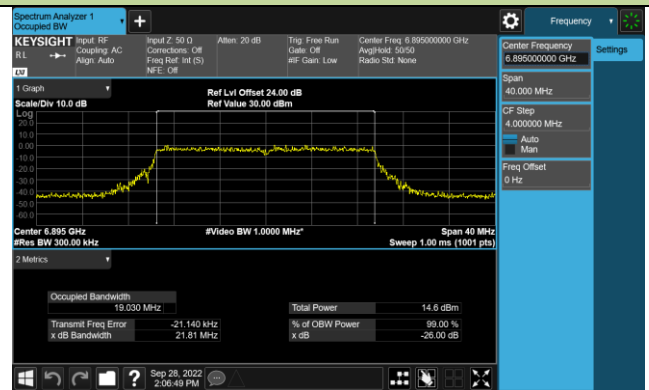 Spectrum Analyzer 1
Occupied BW
Frequency
KEYSIGHT
Input: RF
Coupling: AC
Align: Auto
RL
Input Z: 50 Ω
Corrections: Off
Freq Ref: Int (S)
NFE: Off
Atten: 20 dB
Trig: Free Run
Gate: Off
#IF Gain: Low
Center Freq: 6.895000000 GHz
Avg|Hold: 50/50
Radio Std: None
Center Frequency
6.895000000 GHz
Settings
Span
40.000 MHz
CF Step
4.000000 MHz
Auto
Man
Freq Offset
0 Hz
1 Graph
Scale/Div 10.0 dB
Ref Lvl Offset 24.00 dB
Ref Value 30.00 dBm
Log
20.0
10.0
0.00
-10.0
-20.0
-30.0
-40.0
-50.0
-60.0
Center 6.895 GHz
#Res BW 300.00 kHz
#Video BW 1.0000 MHz*
Span 40 MHz
Sweep 1.00 ms (1001 pts)
2 Metrics
Occupied Bandwidth
19.030 MHz
Total Power 14.6 dBm
Transmit Freq Error -21.140 kHz
% of OBW Power 99.00 %
x dB Bandwidth 21.81 MHz
x dB -26.00 dB
Sep 28, 2022
2:06:49 PM